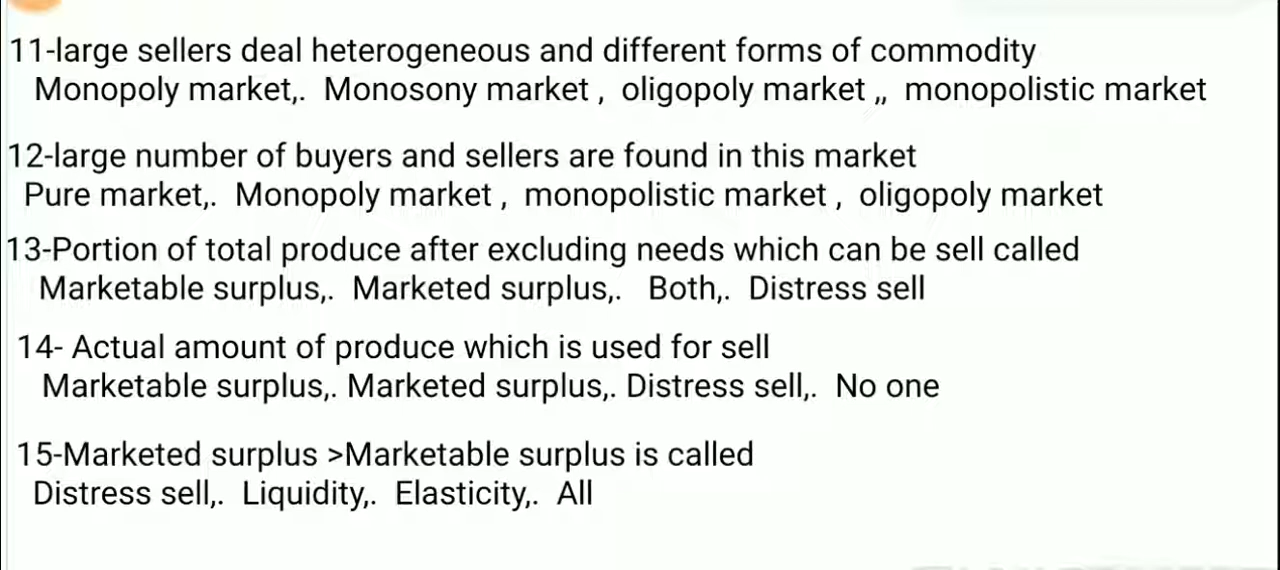 11-large sellers deal heterogeneous and different forms of commodity
Monopoly market,. Monosony market , oligopoly market ,, monopolistic market
12-large number of buyers and sellers are found in this market
Pure market,. Monopoly market , monopolistic market , oligopoly market
13-Portion of total produce after excluding needs which can be sell called
Marketable surplus,. Marketed surplus,. Both,. Distress sell
14- Actual amount of produce which is used for sell
Marketable surplus,. Marketed surplus,. Distress sell,. No one
15-Marketed surplus >Marketable surplus is called
Distress sell,. Liquidity,. Elasticity,. All